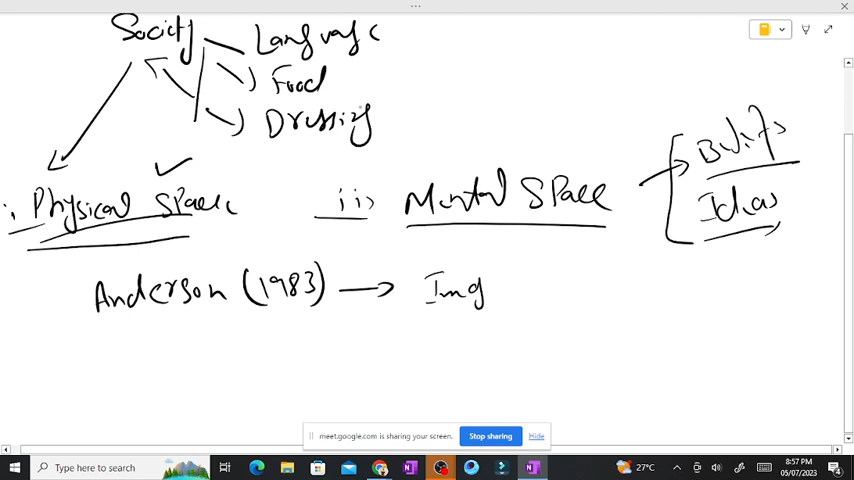 Society
Language
Food
Dressing
i, Physical Space
ii> Mental Space
Beliefs
Ideas
Anderson (1983) → Img
meet.google.com is sharing your screen. Stop sharing Hide
Type here to search
27°C
8:57 PM
05/07/2023
4